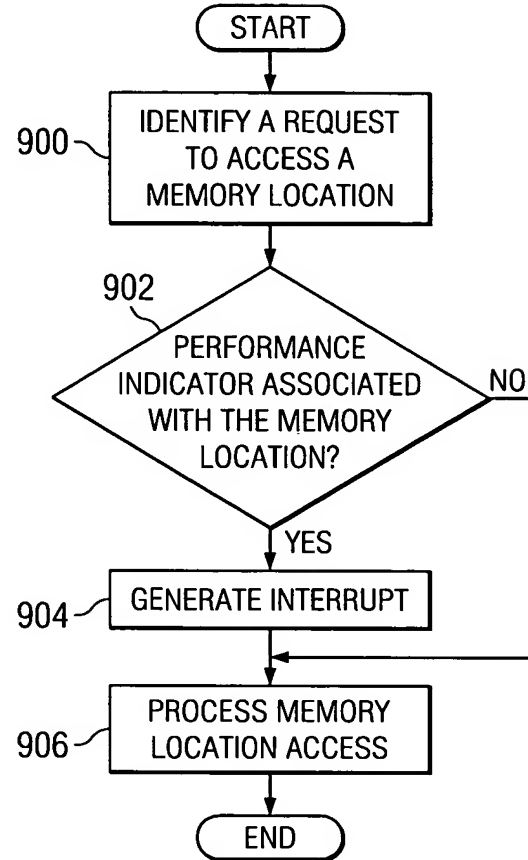 START
900
IDENTIFY A REQUEST
TO ACCESS A
MEMORY LOCATION
902
PERFORMANCE
INDICATOR ASSOCIATED
WITH THE MEMORY
LOCATION?
NO
YES
904
GENERATE INTERRUPT
906
PROCESS MEMORY
LOCATION ACCESS
END